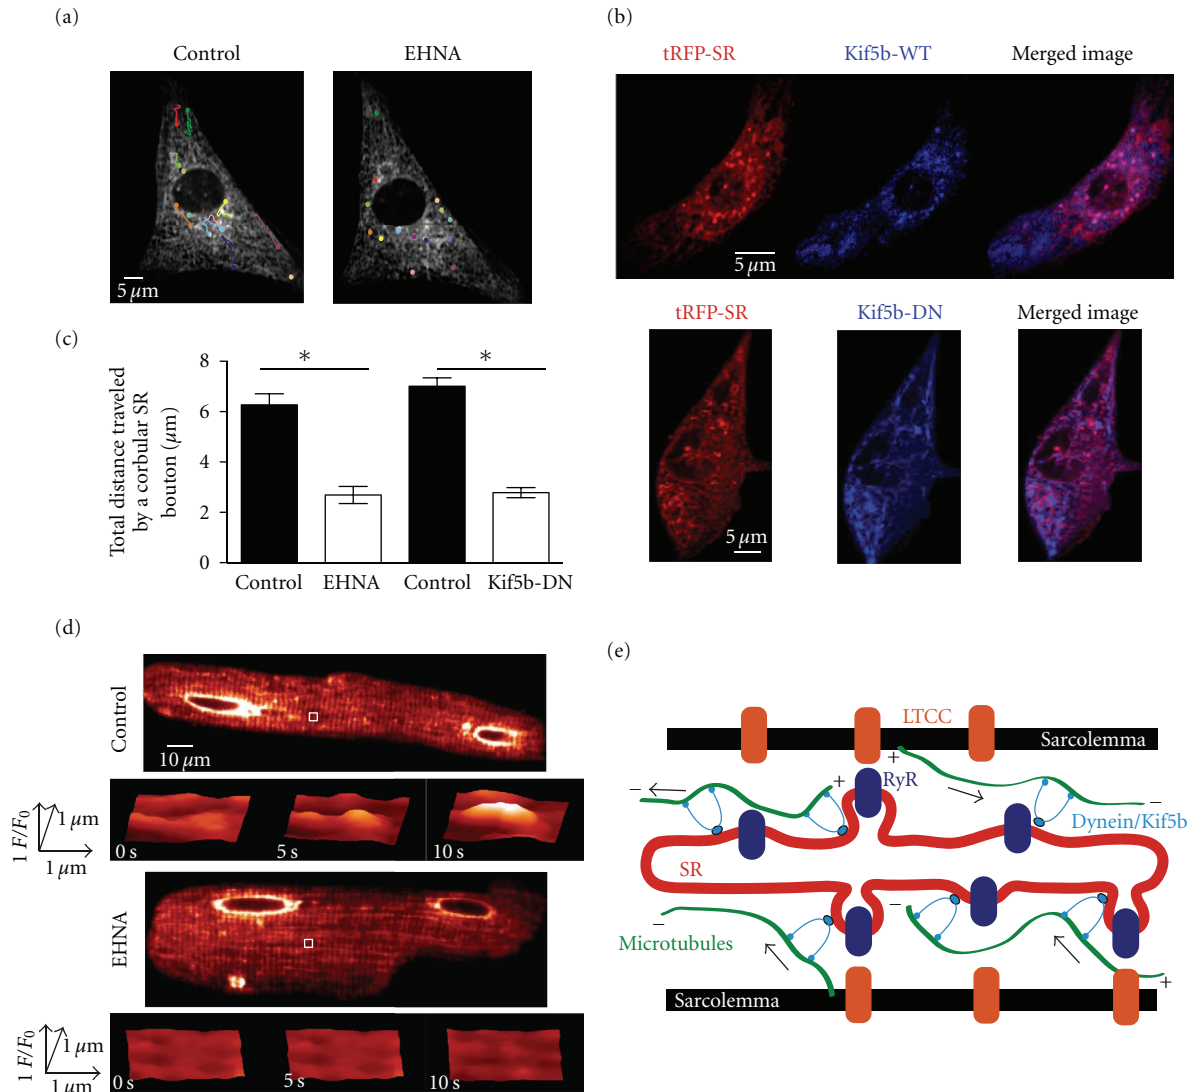 (a)
Control
EHNA
5 μm
(b)
tRFP-SR
Kif5b-WT
Merged image
5 μm
tRFP-SR
Kif5b-DN
Merged image
5 μm
(c)
Total distance traveled
by a corbular SR
bouton (μm)
8
6
4
2
0
*
*
Control
EHNA
Control
Kif5b-DN
(d)
Control
10 μm
1 F/F0
1 μm
1 μm
0 s
5 s
10 s
EHNA
1 F/F0
1 μm
1 μm
0 s
5 s
10 s
(e)
LTCC
Sarcolemma
+
RyR
−
+
−
Dynein/Kif5b
SR
−
−
Microtubules
+
Sarcolemma